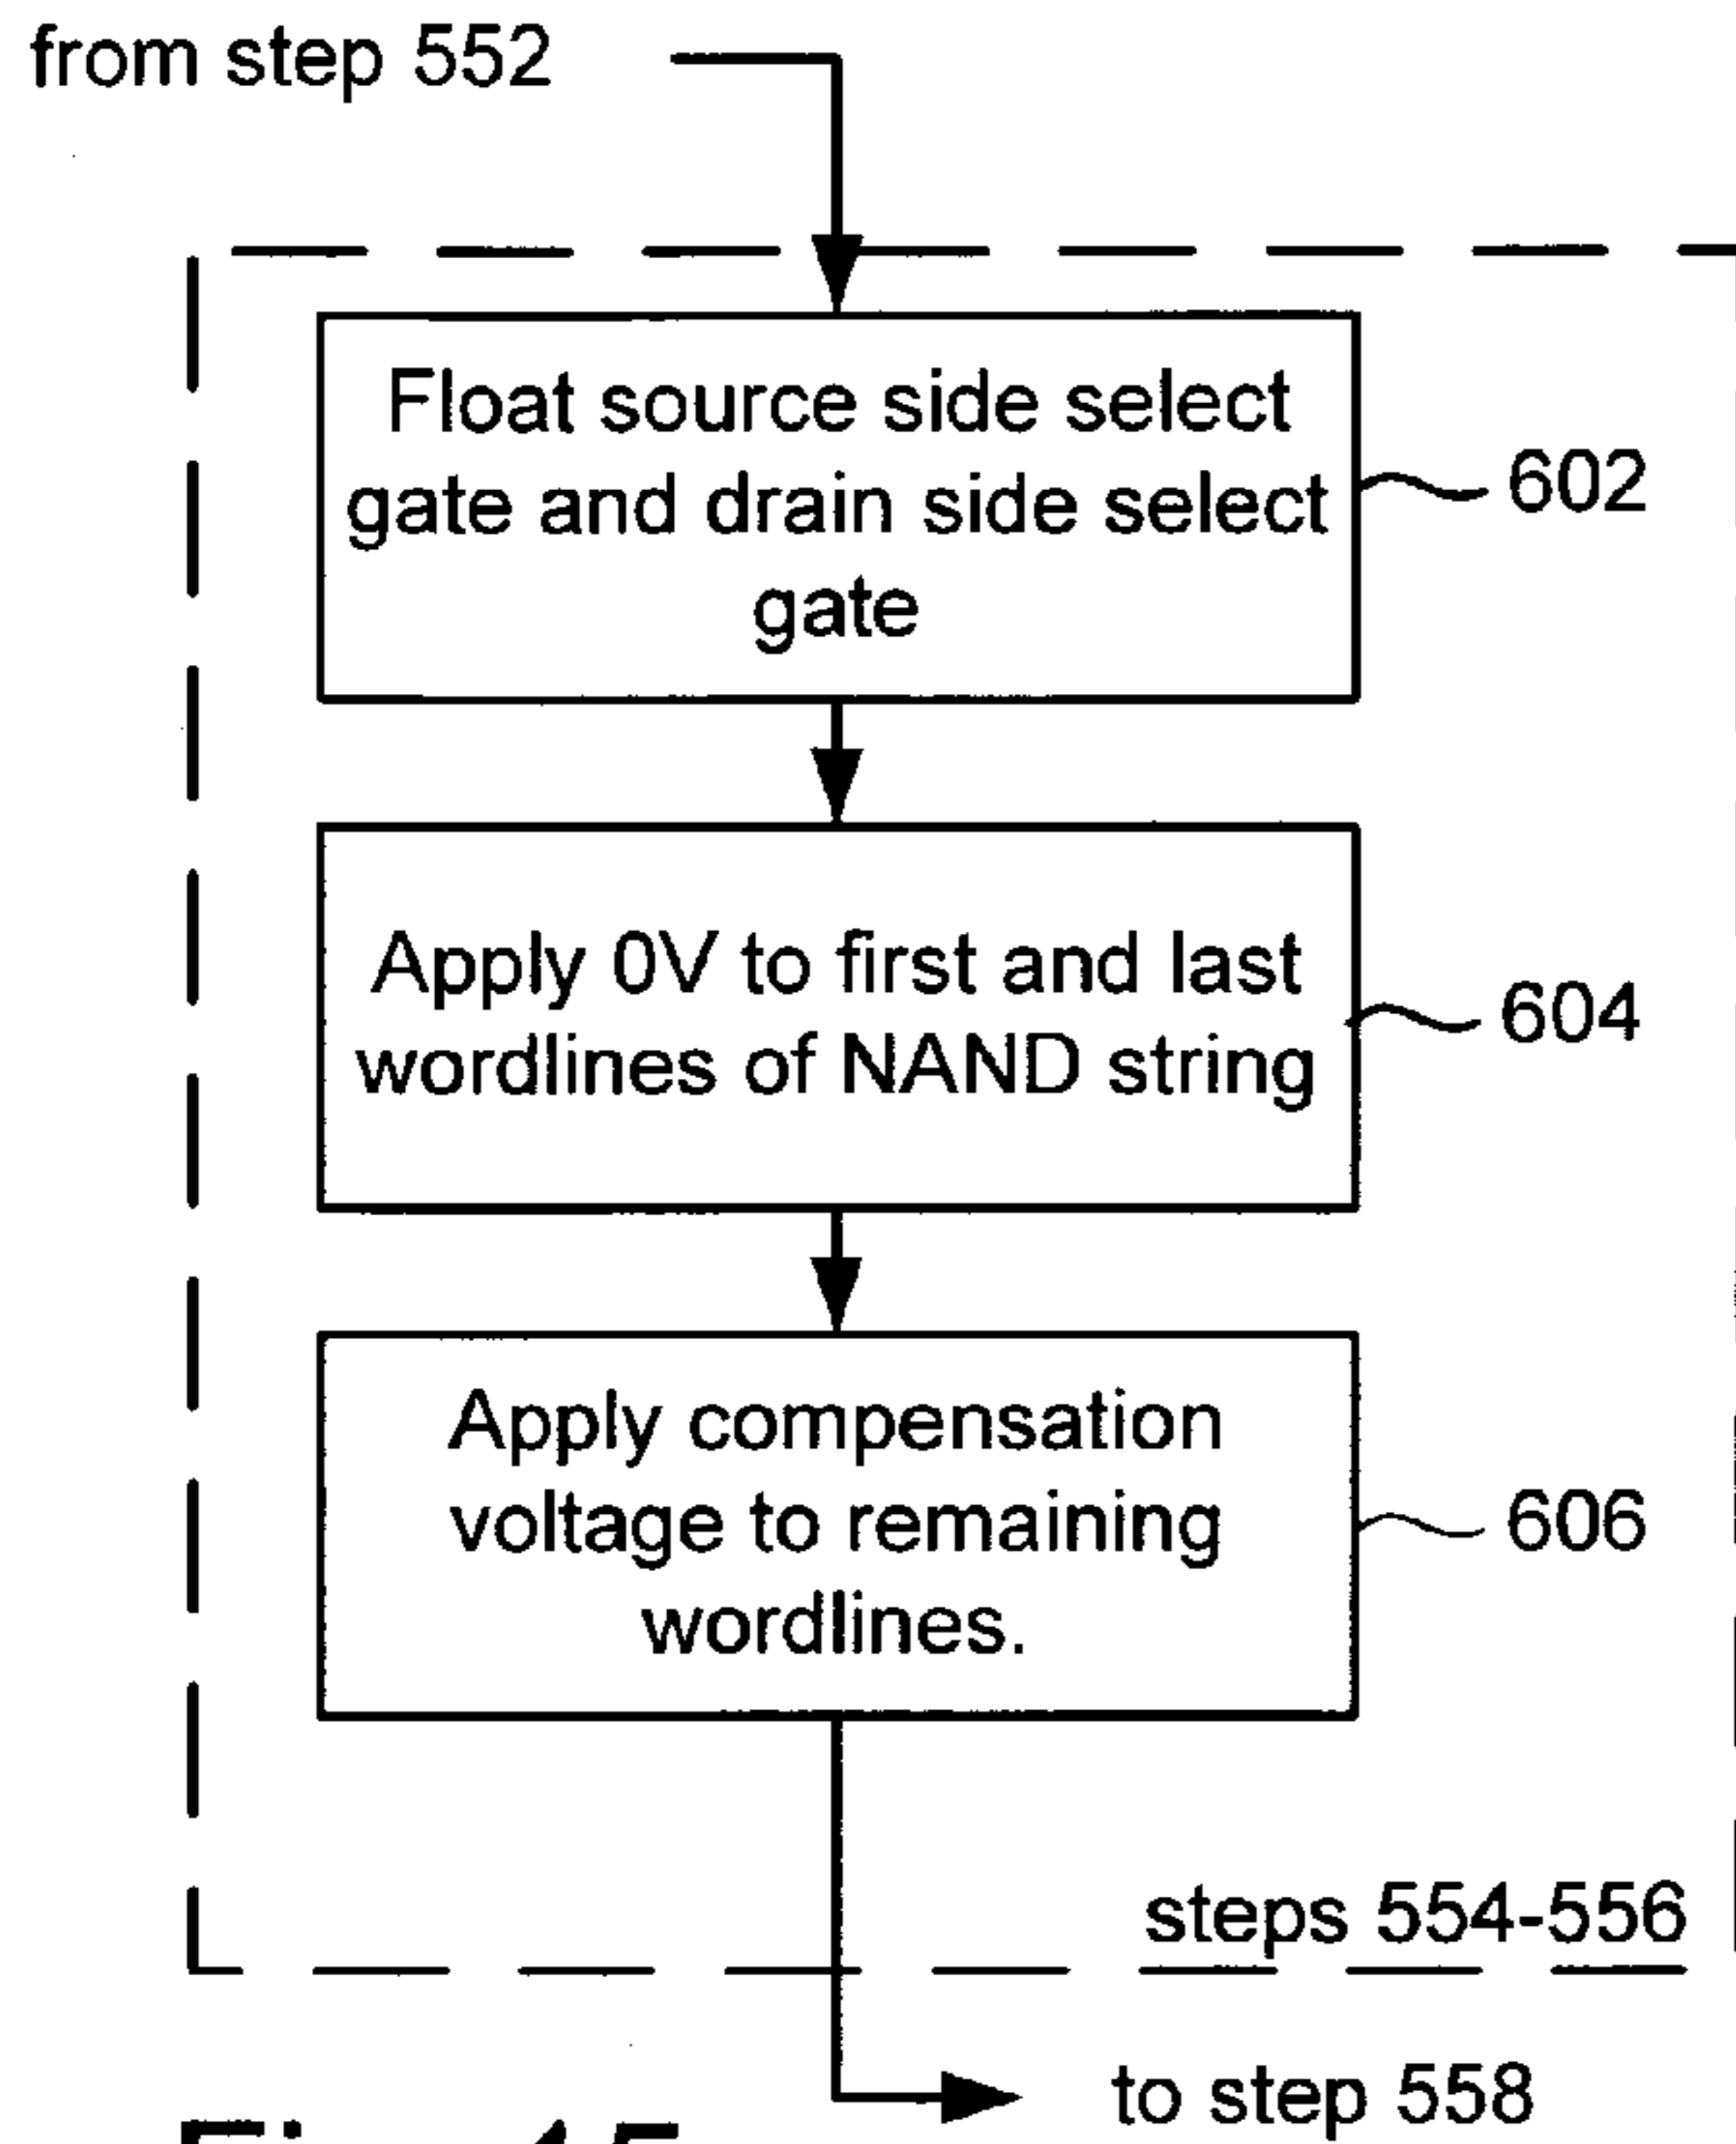 from step 552
Float source side select
gate and drain side select
gate
602
Apply 0V to first and last
wordlines of NAND string
604
Apply compensation
voltage to remaining
wordlines.
606
steps 554-556
to step 558